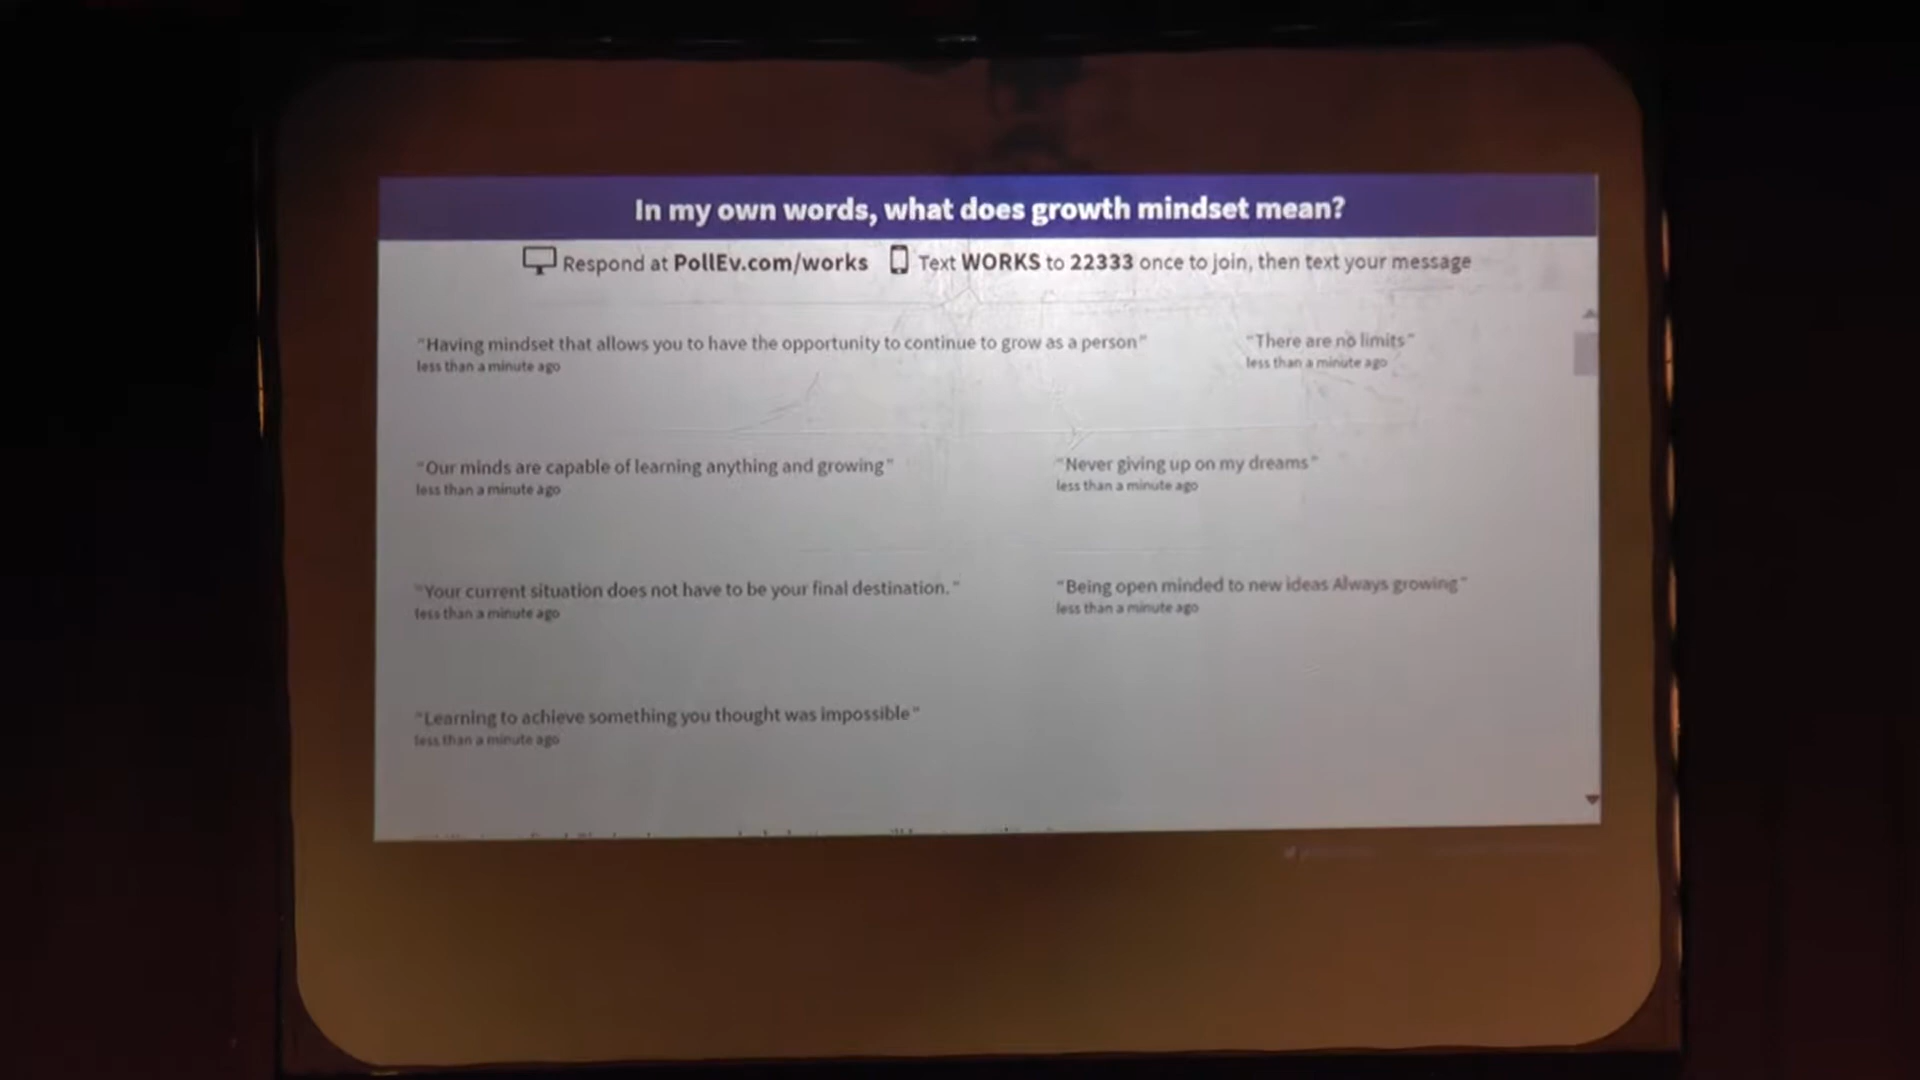 In my own words, what does growth mindset mean?
Respond at PollEv.com/works Text WORKS to 22333 once to join, then text your message
"Having mindset that allows you to have the opportunity to continue to grow as a person"
less than a minute ago
"There are no limits"
less than a minute ago
"Our minds are capable of learning anything and growing"
less than a minute ago
"Never giving up on my dreams"
less than a minute ago
"Your current situation does not have to be your final destination."
less than a minute ago
"Being open minded to new ideas Always growing"
less than a minute ago
"Learning to achieve something you thought was impossible"
less than a minute ago